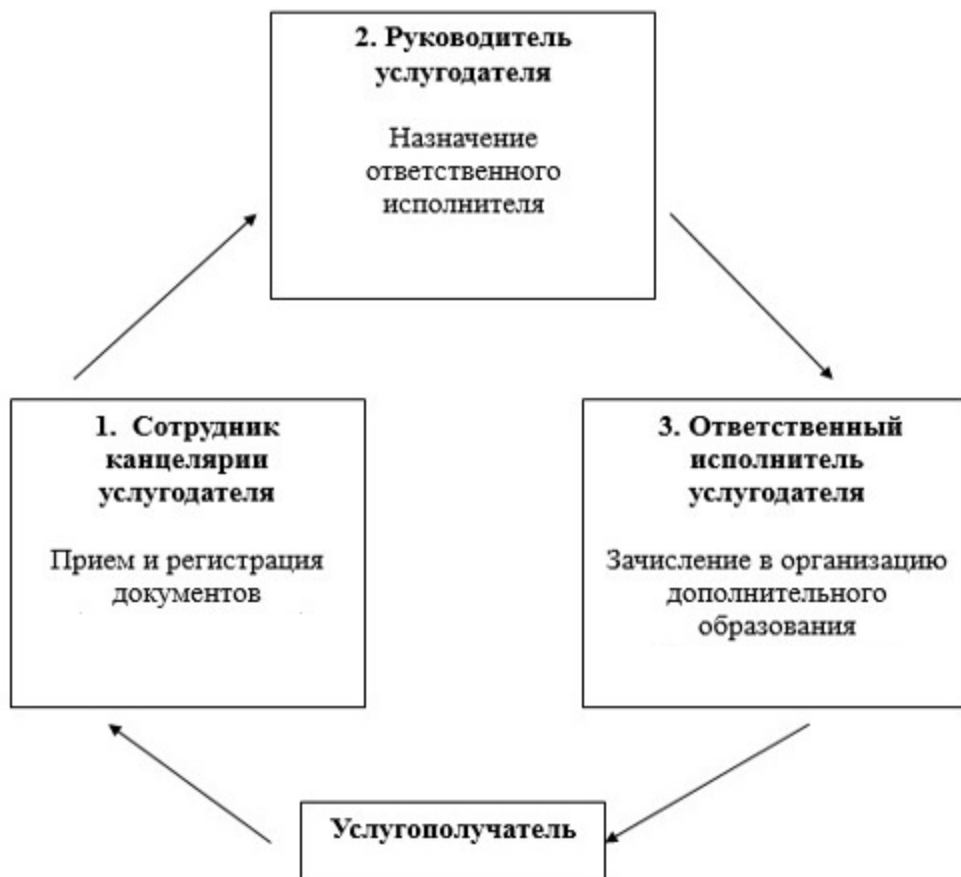 2. Руководитель
услугодателя
Назначение
ответственного
исполнителя
1. Сотрудник
канцелярии
услугодателя
Прием и регистрация
документов
3. Ответственный
исполнитель
услугодателя
Зачисление в организацию
дополнительного
образования
Услугополучатель